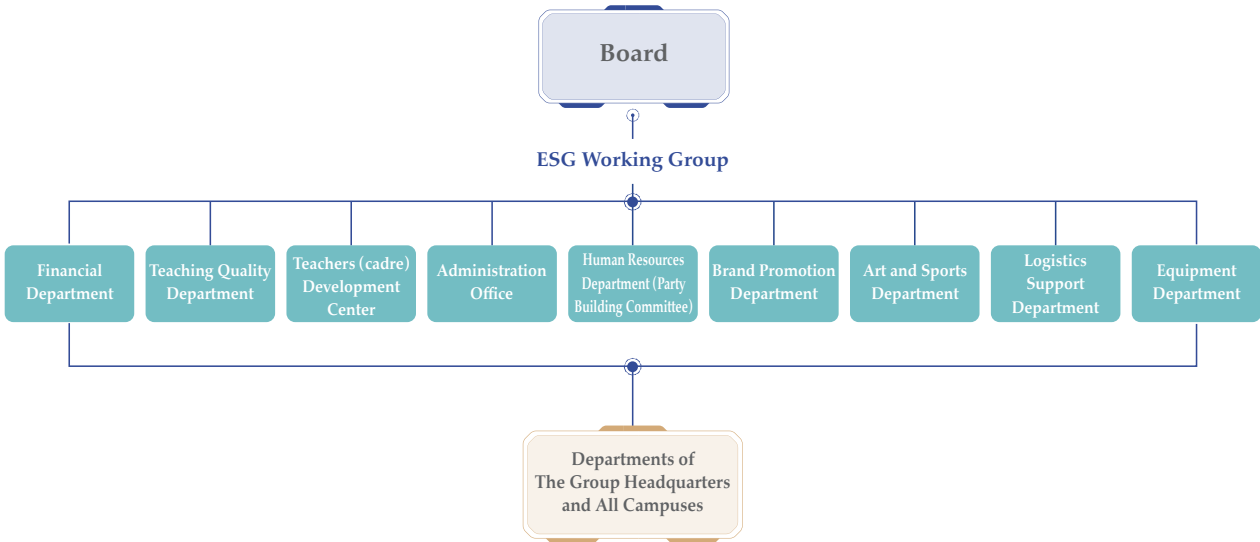 Board
ESG Working Group
Financial
Department
Teaching Quality
Department
Teachers (cadre)
Development
Center
Administration
Office
Human Resources
Department (Party
Building Committee)
Brand Promotion
Department
Art and Sports
Department
Logistics
Support
Department
Equipment
Department
Departments of
The Group Headquarters
and All Campuses